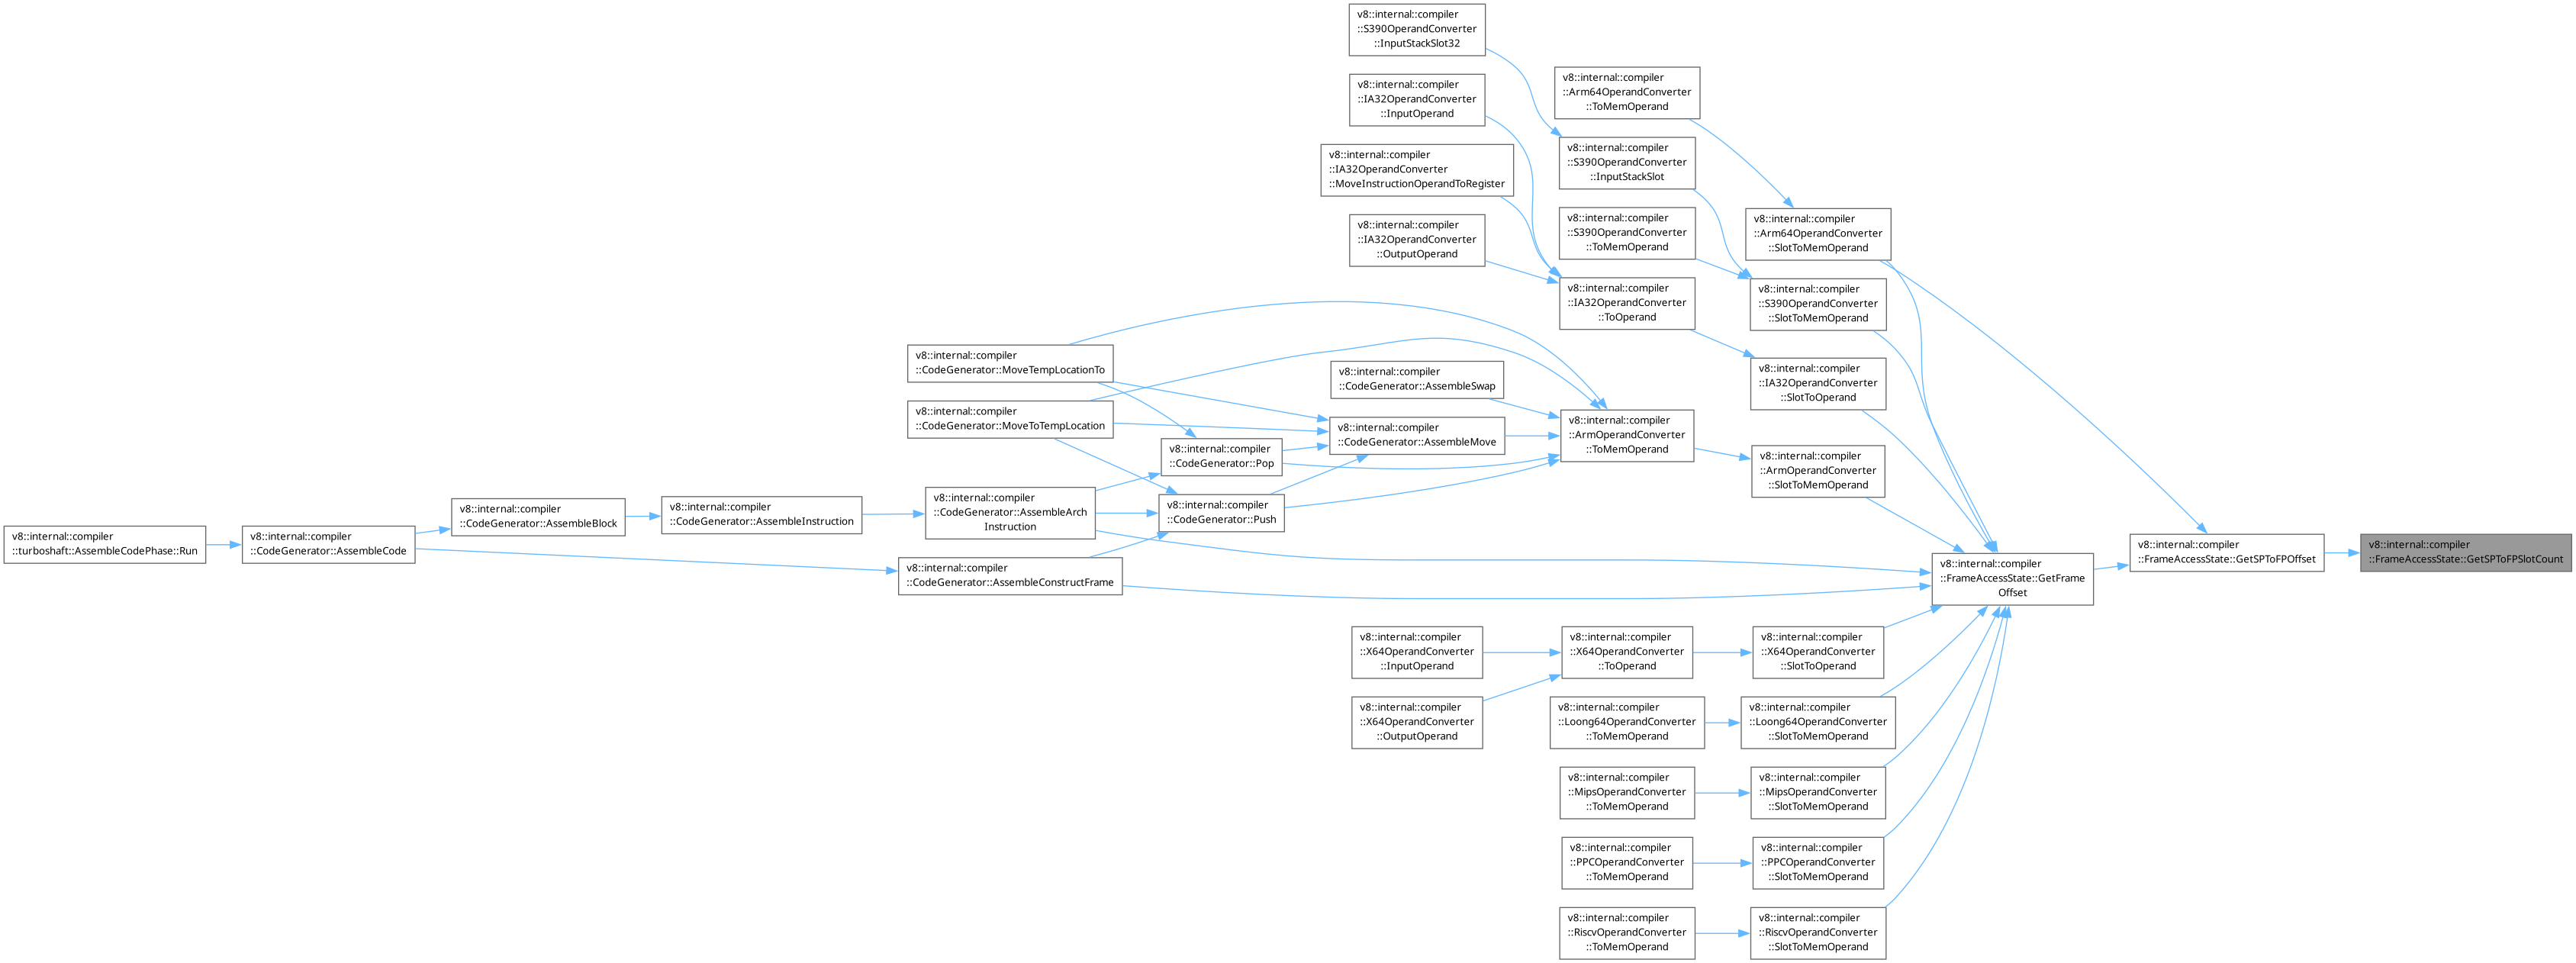 v8::internal::compiler
::S390OperandConverter
::InputStackSlot32
v8::internal::compiler
::IA32OperandConverter
::InputOperand
v8::internal::compiler
::IA32OperandConverter
::MoveInstructionOperandToRegister
v8::internal::compiler
::IA32OperandConverter
::OutputOperand
v8::internal::compiler
::Arm64OperandConverter
::ToMemOperand
v8::internal::compiler
::S390OperandConverter
::InputStackSlot
v8::internal::compiler
::S390OperandConverter
::ToMemOperand
v8::internal::compiler
::IA32OperandConverter
::ToOperand
v8::internal::compiler
::Arm64OperandConverter
::SlotToMemOperand
v8::internal::compiler
::S390OperandConverter
::SlotToMemOperand
v8::internal::compiler
::IA32OperandConverter
::SlotToOperand
v8::internal::compiler
::ArmOperandConverter
::SlotToMemOperand
v8::internal::compiler
::CodeGenerator::MoveTempLocationTo
v8::internal::compiler
::CodeGenerator::MoveToTempLocation
v8::internal::compiler
::CodeGenerator::AssembleSwap
v8::internal::compiler
::CodeGenerator::AssembleMove
v8::internal::compiler
::ArmOperandConverter
::ToMemOperand
v8::internal::compiler
::CodeGenerator::Pop
v8::internal::compiler
::CodeGenerator::Push
v8::internal::compiler
::turboshaft::AssembleCodePhase::Run
v8::internal::compiler
::CodeGenerator::AssembleCode
v8::internal::compiler
::CodeGenerator::AssembleBlock
v8::internal::compiler
::CodeGenerator::AssembleInstruction
v8::internal::compiler
::CodeGenerator::AssembleArch
Instruction
v8::internal::compiler
::CodeGenerator::AssembleConstructFrame
v8::internal::compiler
::FrameAccessState::GetFrame
Offset
v8::internal::compiler
::FrameAccessState::GetSPToFPOffset
v8::internal::compiler
::FrameAccessState::GetSPToFPSlotCount
v8::internal::compiler
::X64OperandConverter
::InputOperand
v8::internal::compiler
::X64OperandConverter
::ToOperand
v8::internal::compiler
::X64OperandConverter
::SlotToOperand
v8::internal::compiler
::X64OperandConverter
::OutputOperand
v8::internal::compiler
::Loong64OperandConverter
::ToMemOperand
v8::internal::compiler
::Loong64OperandConverter
::SlotToMemOperand
v8::internal::compiler
::MipsOperandConverter
::ToMemOperand
v8::internal::compiler
::MipsOperandConverter
::SlotToMemOperand
v8::internal::compiler
::PPCOperandConverter
::ToMemOperand
v8::internal::compiler
::PPCOperandConverter
::SlotToMemOperand
v8::internal::compiler
::RiscvOperandConverter
::ToMemOperand
v8::internal::compiler
::RiscvOperandConverter
::SlotToMemOperand